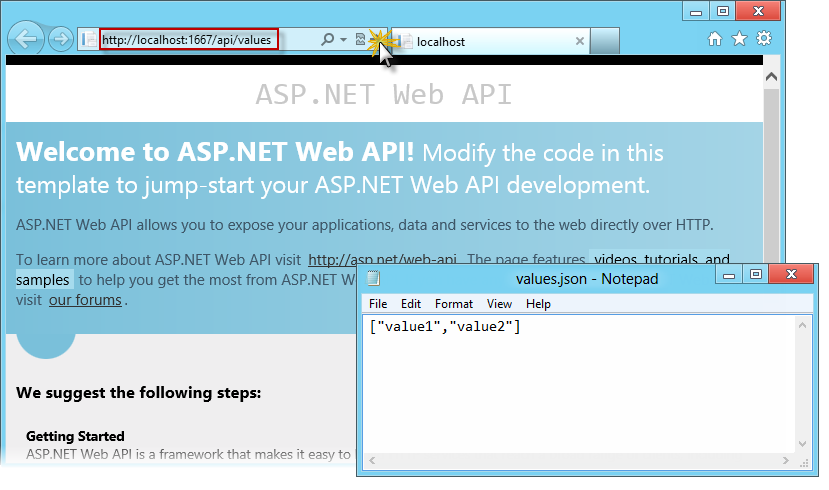 http://localhost:1667/api/values
localhost
ASP.NET Web API
Welcome to ASP.NET Web API! Modify the code in this
template to jump-start your ASP.NET Web API development.
ASP.NET Web API allows you to expose your applications, data and services to the web directly over HTTP.
To learn more about ASP.NET Web API visit http://asp.net/web-api. The page features videos, tutorials, and
samples to help you get the most from ASP.NET
visit our forums.
We suggest the following steps:
Getting Started
ASP.NET Web API is a framework that makes it easy to
values.json - Notepad
File Edit Format View Help
["value1","value2"]